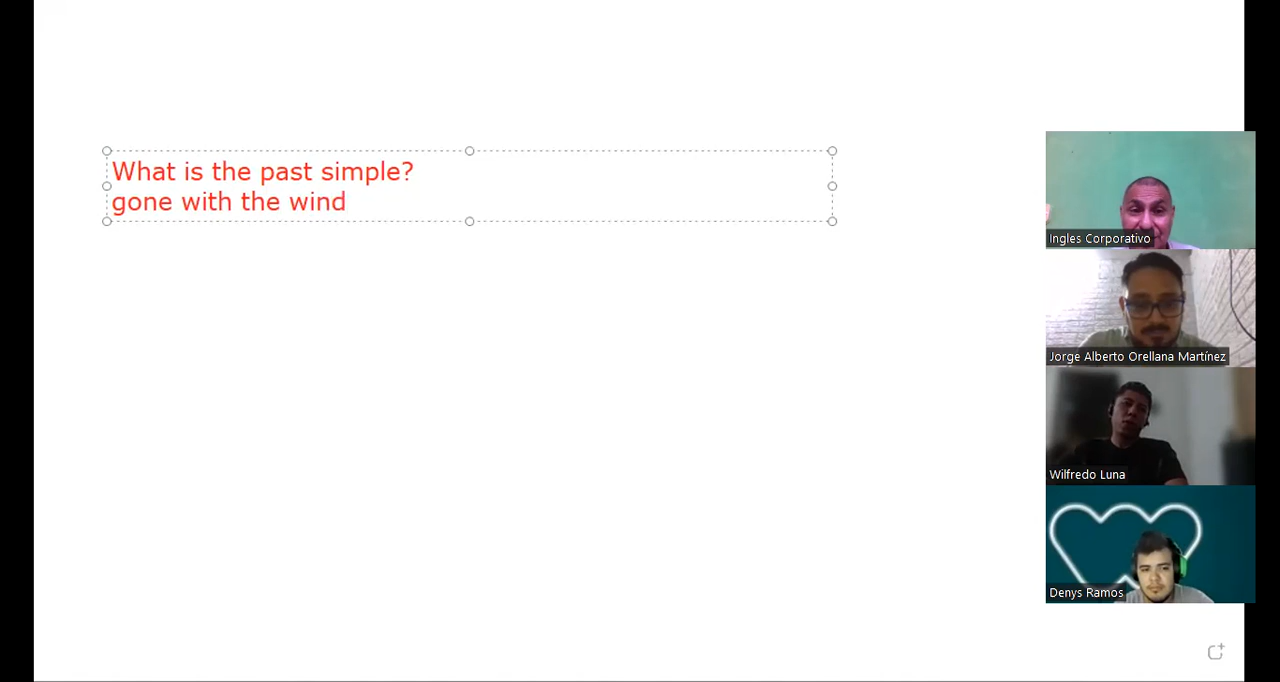 What is the past simple?
gone with the wind
Ingles Corporativo
Jorge Alberto Orellana Martínez
Wilfredo Luna
Denys Ramos